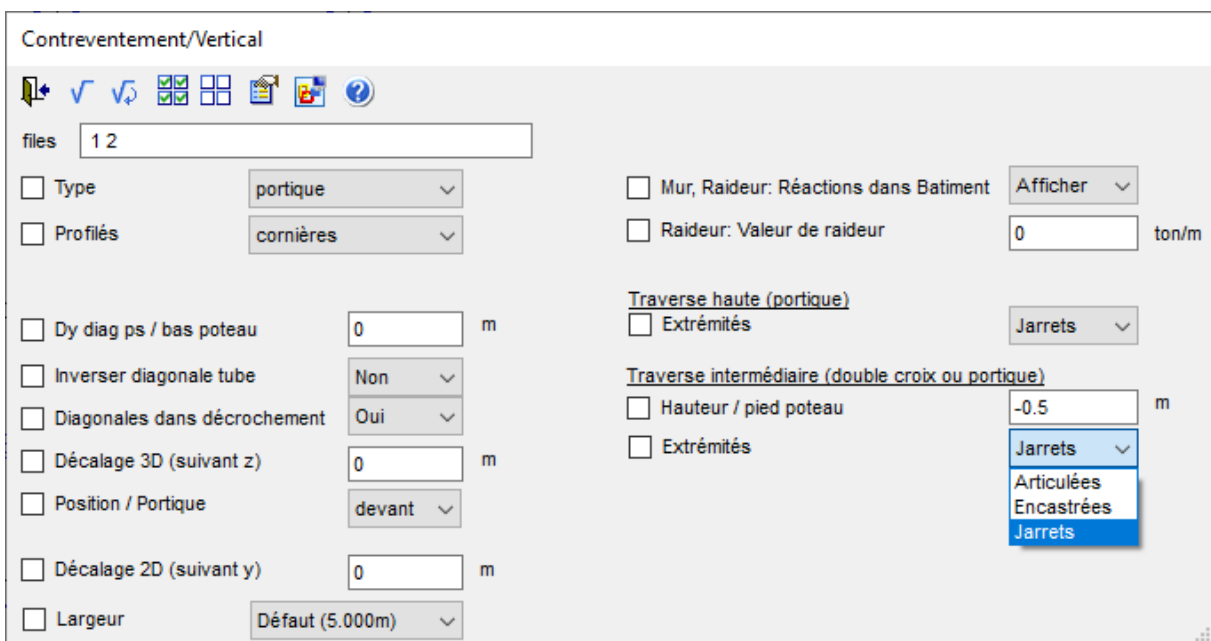 Contreventement/Vertical
files 1 2
Type portique
Profilés cornières
Dy diag ps / bas poteau 0 m
Inverser diagonale tube Non
Diagonales dans décrochement Oui
Décalage 3D (suivant z) 0 m
Position / Portique devant
Décalage 2D (suivant y) 0 m
Largeur Défaut (5.000m)
Mur, Raideur: Réactions dans Batiment Afficher
Raideur: Valeur de raideur 0 ton/m
Traverse haute (portique)
Extrémités Jarrets
Traverse intermédiaire (double croix ou portique)
Hauteur / pied poteau -0.5 m
Extrémités Jarrets
Articulées
Encastrées
Jarrets